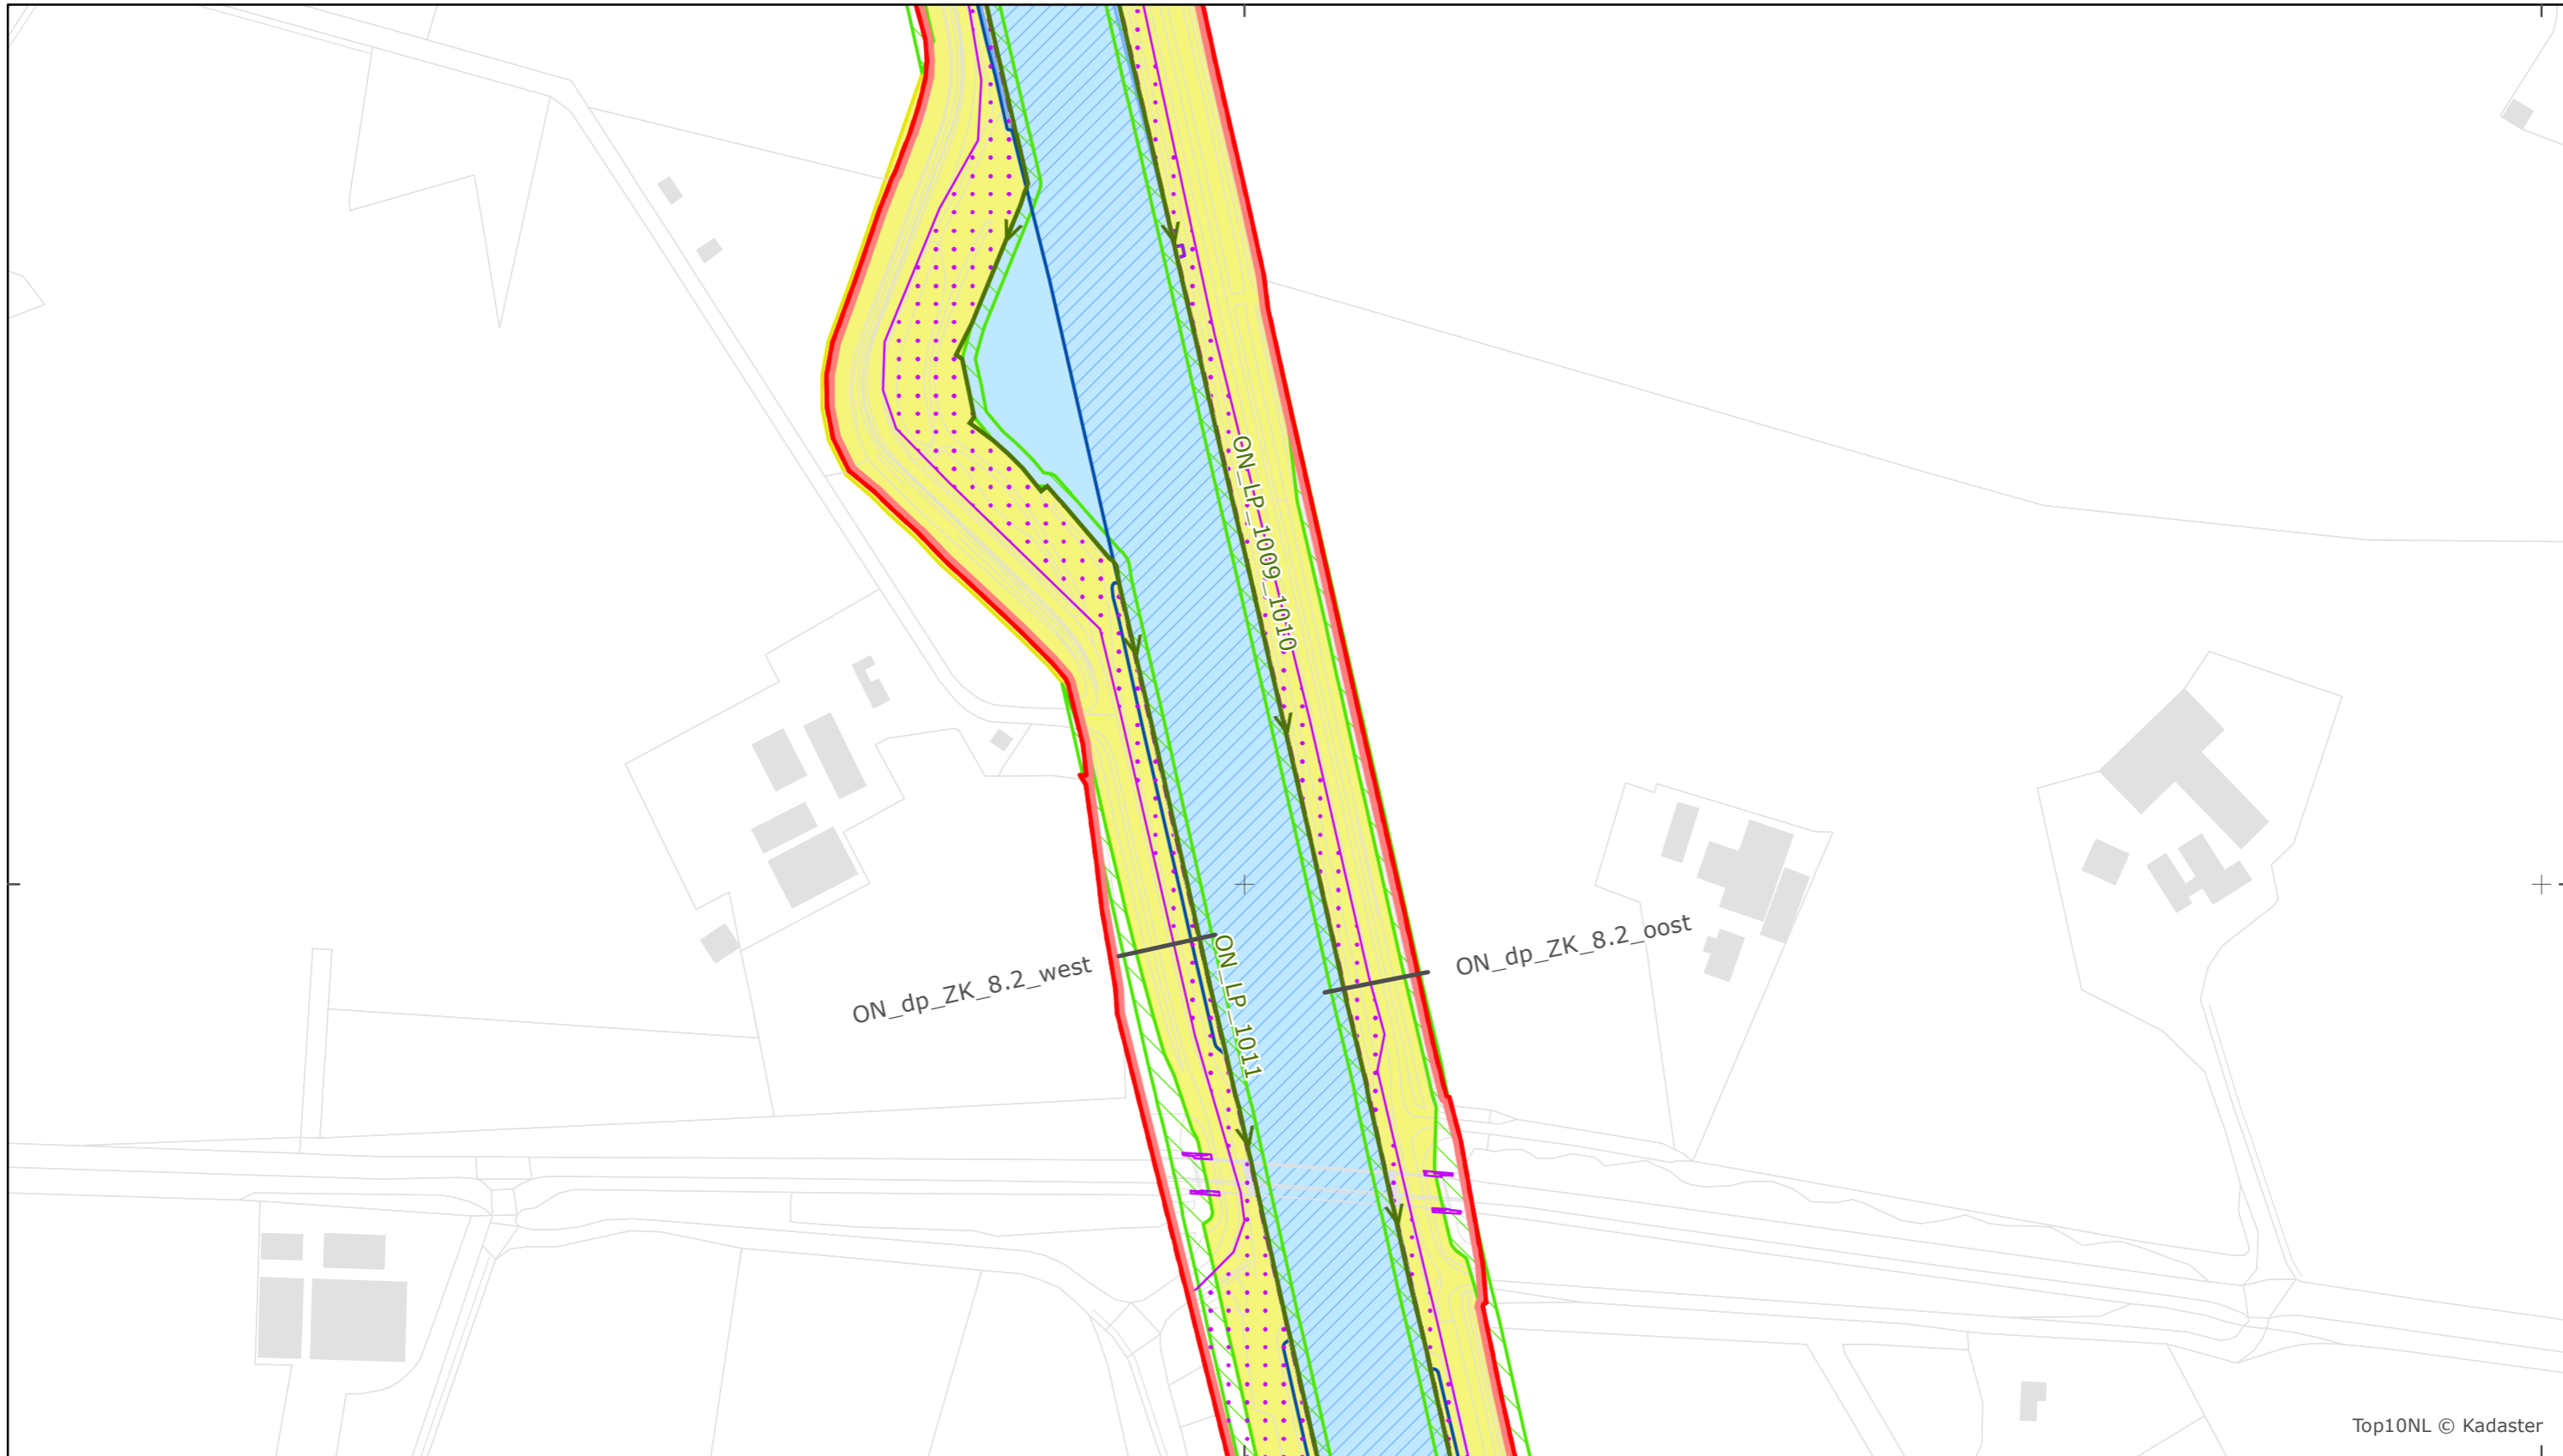 ON_LP_1009_1010
ON_dp_ZK_8.2_oost
ON_dp_ZK_8.2_west
ON_LP_1011
Top10NL © Kadaster